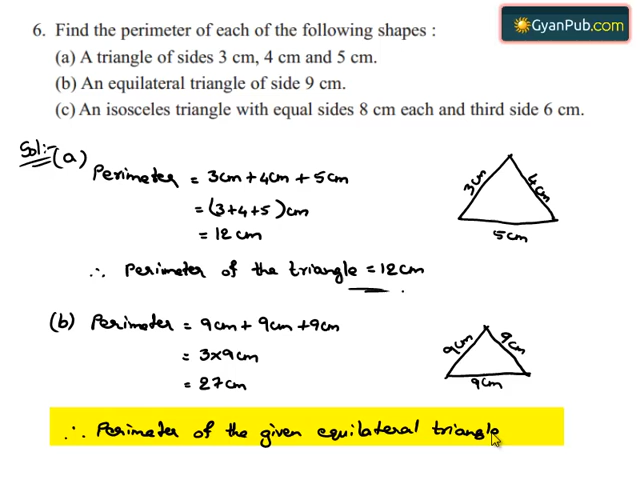 GyanPub.com
6. Find the perimeter of each of the following shapes :
(a) A triangle of sides 3 cm, 4 cm and 5 cm.
(b) An equilateral triangle of side 9 cm.
(c) An isosceles triangle with equal sides 8 cm each and third side 6 cm.
Sol:-
(a) Perimeter = 3cm + 4cm + 5cm
= (3+4+5) cm
= 12 cm
3cm 4cm
5cm
∴ Perimeter of the triangle = 12cm.
(b) Perimeter = 9cm + 9cm + 9cm
= 3×9cm
= 27cm
9cm 9cm
9cm
∴ Perimeter of the given equilateral triangle